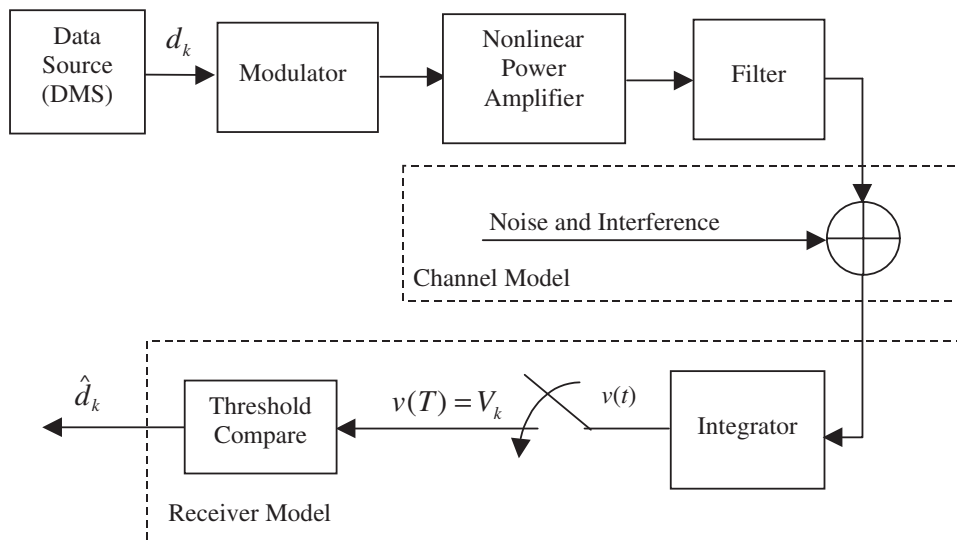 Data
Source
(DMS)
d_k
Modulator
Nonlinear
Power
Amplifier
Filter
Noise and Interference
Channel Model
d̂_k
Threshold
Compare
v(T) = V_k
v(t)
Integrator
Receiver Model